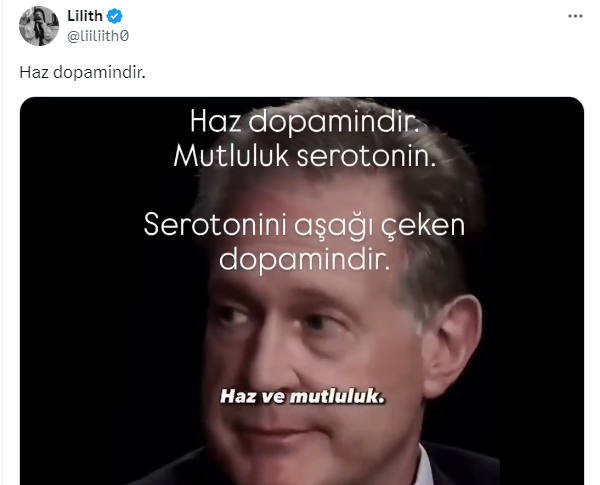 Lilith
@liiliith0
Haz dopamindir.
Haz dopamindir.
Mutluluk serotonin.
Serotonini aşağı çeken
dopamindir.
Haz ve mutluluk.